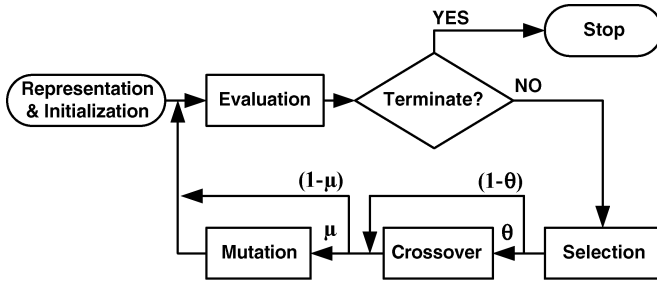 YES
Stop
Representation
& Initialization
Evaluation
Terminate?
NO
(1-μ)
(1-θ)
μ
θ
Mutation
Crossover
Selection